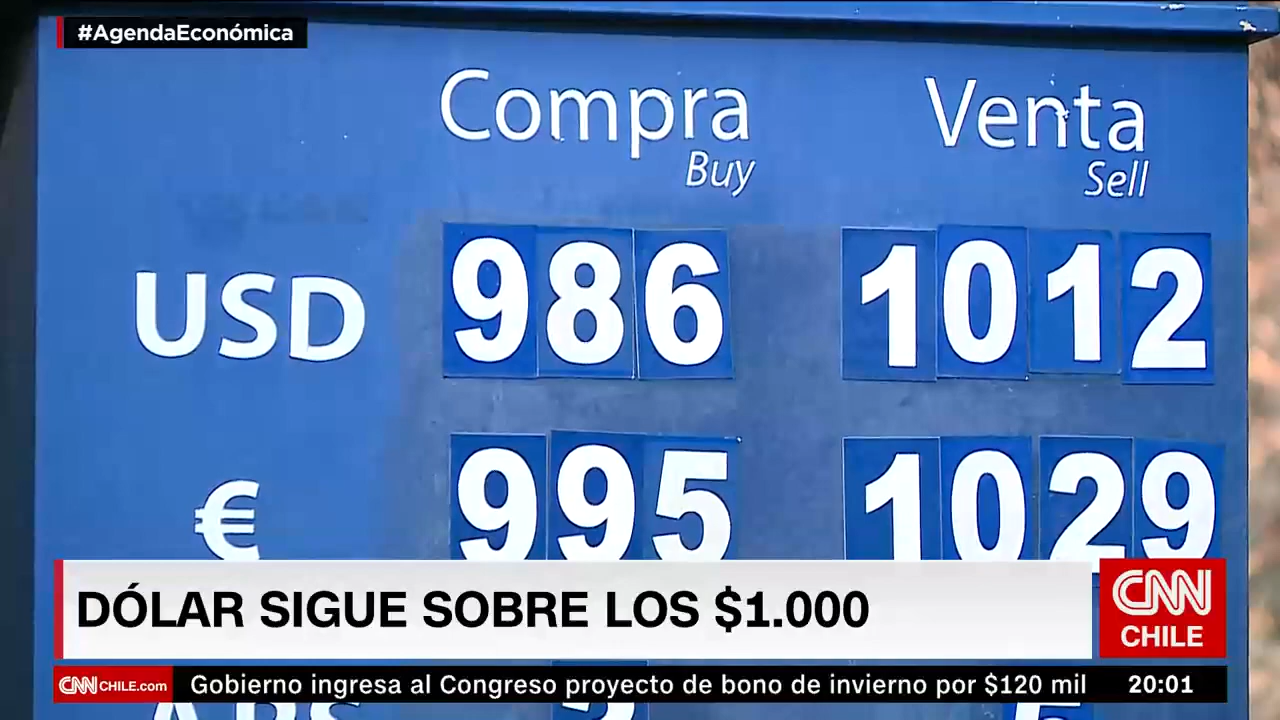 #AgendaEconómica
Compra Venta
Buy Sell
USD 986 1012
€ 995 1029
DÓLAR SIGUE SOBRE LOS $1.000
CNN
CHILE
CNNCHILE.com Gobierno ingresa al Congreso proyecto de bono de invierno por $120 mil 20:01